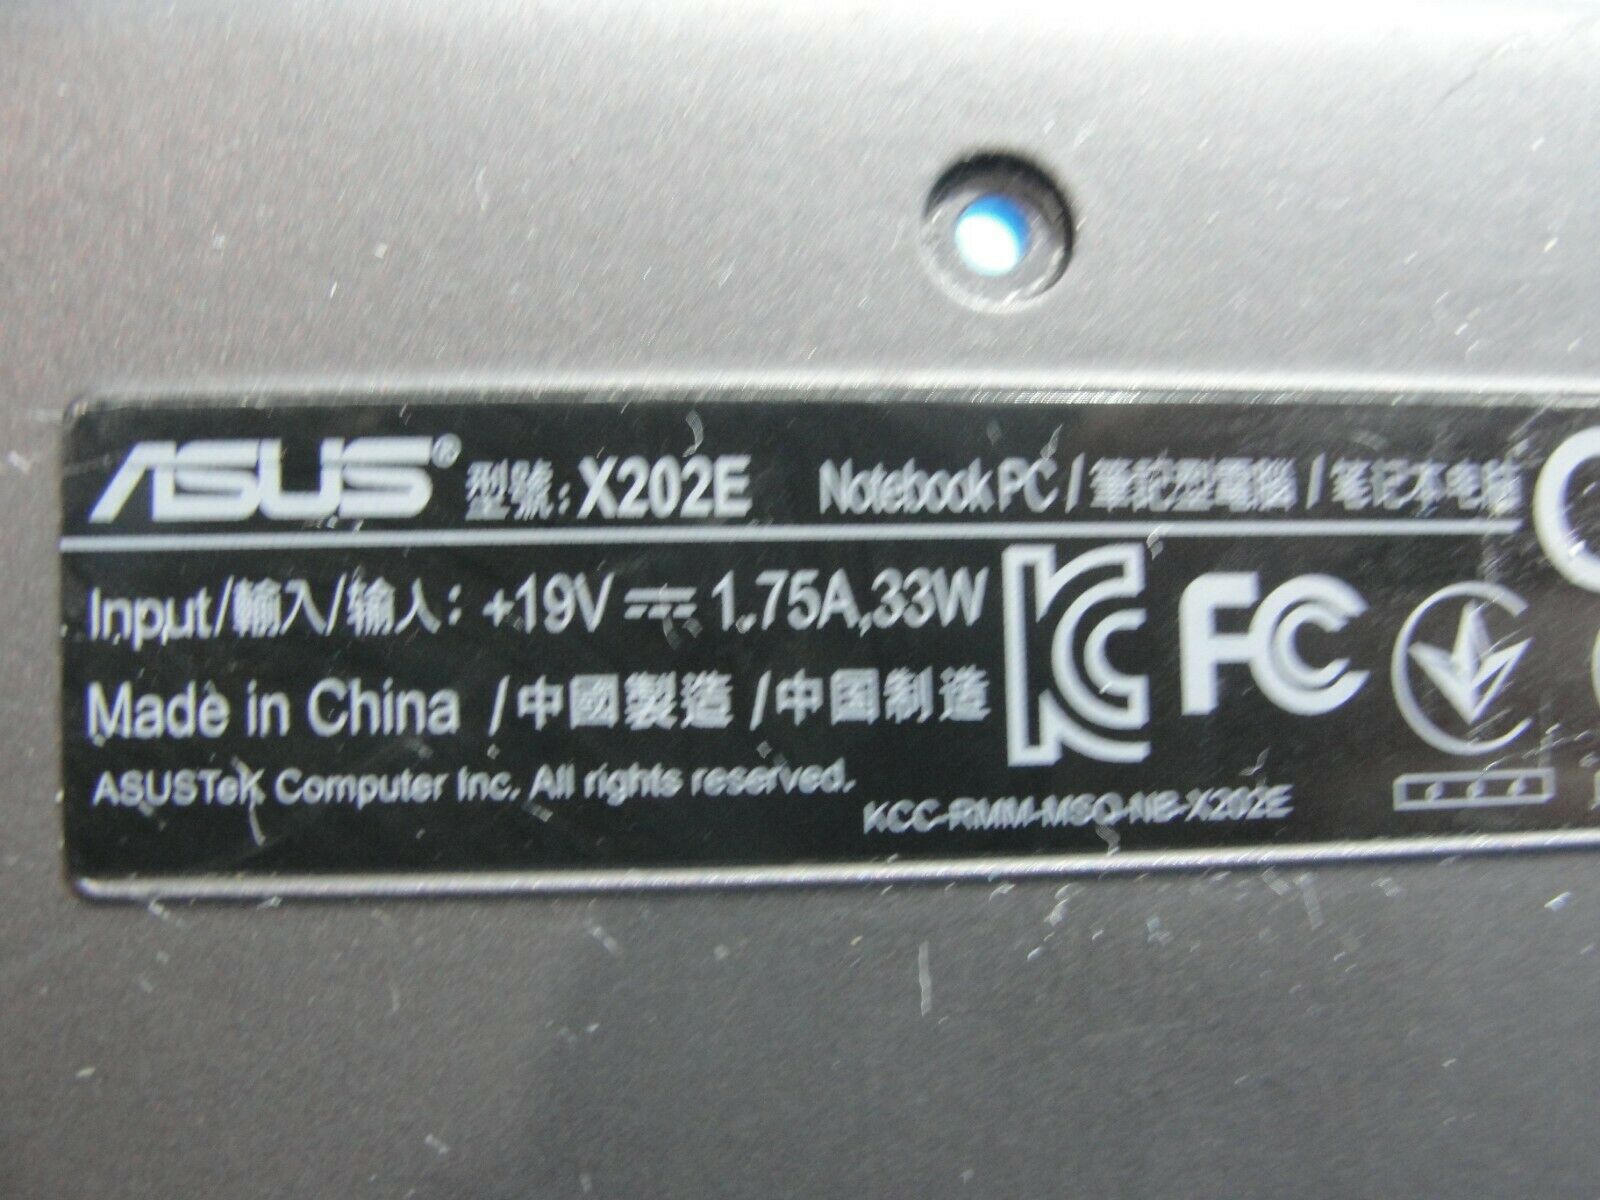 ASUS® 型號: X202E Notebook PC / 筆記型電腦 / 笔记本电脑
Input/輸入/输入: +19V ⎓ 1.75A,33W
Made in China /中國製造 /中国制造
ASUSTeK Computer Inc. All rights reserved.
KC
FC
KCC-RMM-MSQ-NB-X202E